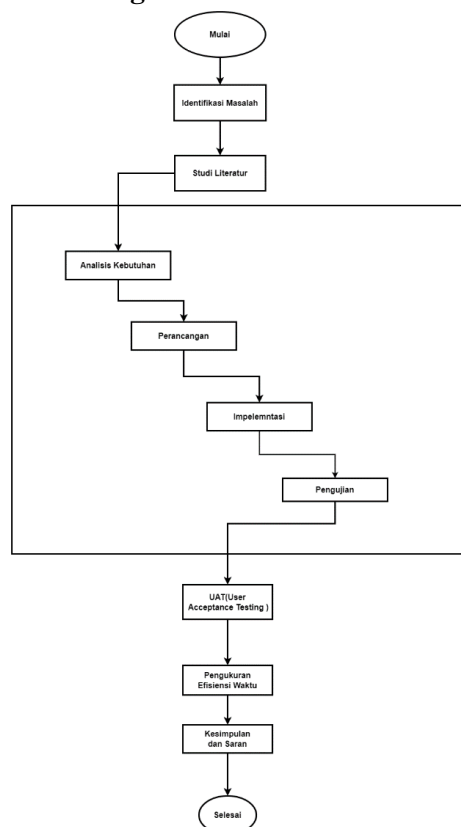 Mulai
Identifikasi Masalah
Studi Literatur
Analisis Kebutuhan
Perancangan
Impelemntasi
Pengujian
UAT(User
Acceptance Testing )
Pengukuran
Efisiensi Waktu
Kesimpulan
dan Saran
Selesai